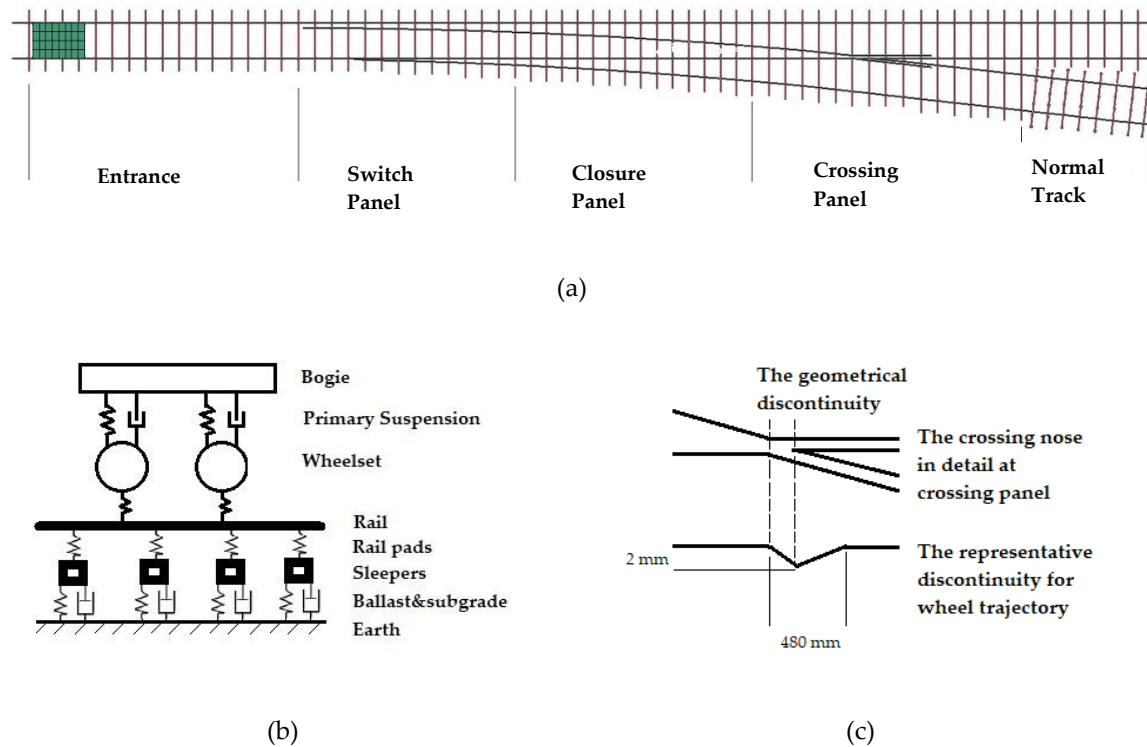 Entrance
Switch
Panel
Closure
Panel
Crossing
Panel
Normal
Track
(a)
Bogie
Primary Suspension
Wheelset
Rail
Rail pads
Sleepers
Ballast&subgrade
Earth
(b)
The geometrical
discontinuity
The crossing nose
in detail at
crossing panel
2 mm
The representative
discontinuity for
wheel trajectory
480 mm
(c)